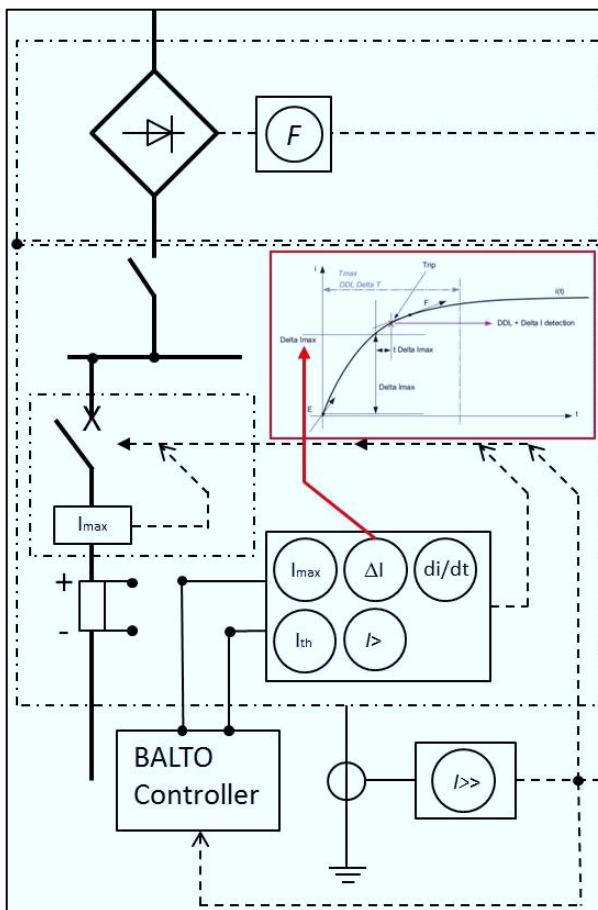 F
i
Tmax
DDL Delta T
Trip
F
i(t)
DDL + Delta I detection
Delta Imax
t Delta Imax
Delta Imax
E
t
Imax
Imax
ΔI
di/dt
+
-
Ith
I>
BALTO
Controller
I>>